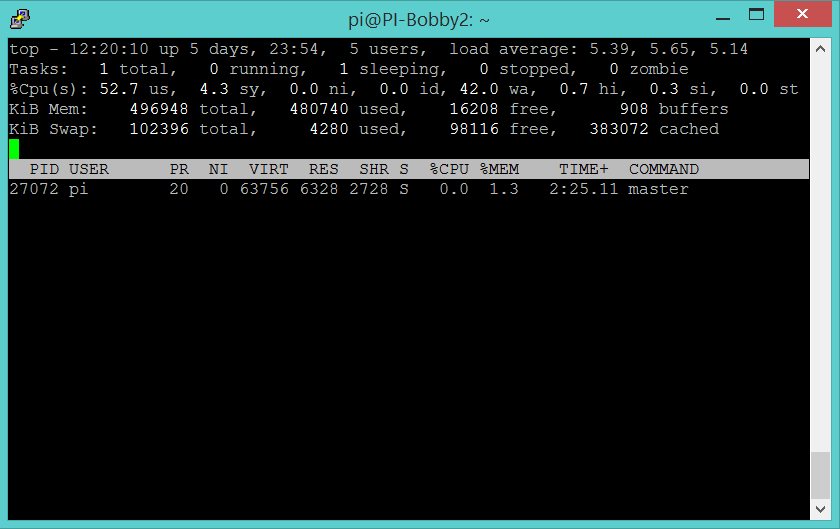 pi@PI-Bobby2: ~
top - 12:20:10 up 5 days, 23:54,  5 users,  load average: 5.39, 5.65, 5.14
Tasks:   1 total,   0 running,   1 sleeping,   0 stopped,   0 zombie
%Cpu(s): 52.7 us,  4.3 sy,  0.0 ni,  0.0 id, 42.0 wa,  0.7 hi,  0.3 si,  0.0 st
KiB Mem:    496948 total,   480740 used,    16208 free,      908 buffers
KiB Swap:   102396 total,     4280 used,    98116 free,   383072 cached
  PID USER      PR  NI  VIRT  RES  SHR S  %CPU %MEM    TIME+  COMMAND
27072 pi        20   0 63756 6328 2728 S   0.0  1.3   2:25.11 master